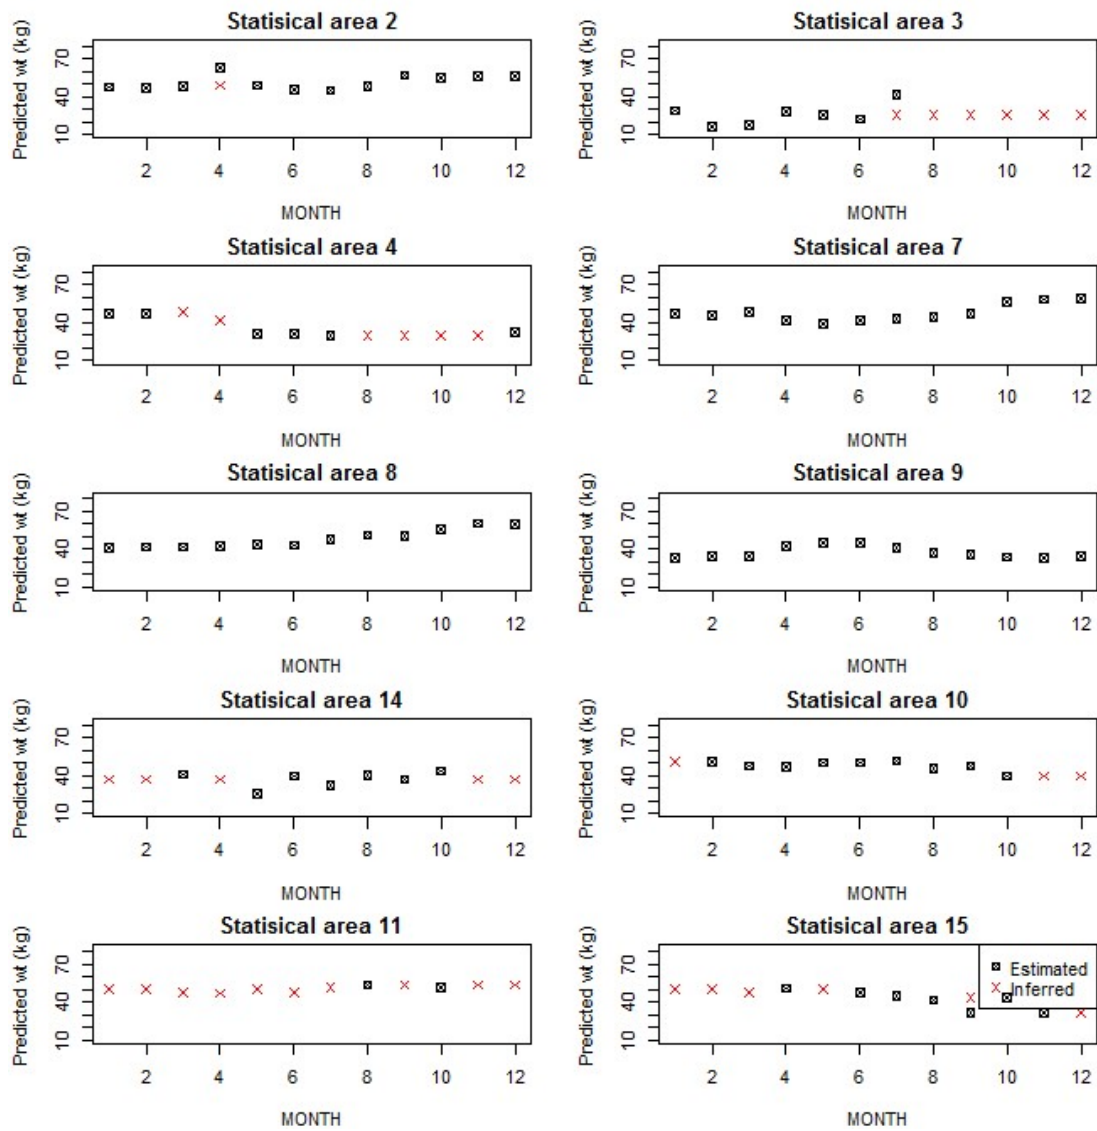 Statisical area 2
Predicted wt (kg)
10 40 70
2 4 6 8 10 12
MONTH
Statisical area 3
Predicted wt (kg)
10 40 70
2 4 6 8 10 12
MONTH
Statisical area 4
Predicted wt (kg)
10 40 70
2 4 6 8 10 12
MONTH
Statisical area 7
Predicted wt (kg)
10 40 70
2 4 6 8 10 12
MONTH
Statisical area 8
Predicted wt (kg)
10 40 70
2 4 6 8 10 12
MONTH
Statisical area 9
Predicted wt (kg)
10 40 70
2 4 6 8 10 12
MONTH
Statisical area 14
Predicted wt (kg)
10 40 70
2 4 6 8 10 12
MONTH
Statisical area 10
Predicted wt (kg)
10 40 70
2 4 6 8 10 12
MONTH
Statisical area 11
Predicted wt (kg)
10 40 70
2 4 6 8 10 12
MONTH
Statisical area 15
Predicted wt (kg)
10 40 70
Estimated
Inferred
2 4 6 8 10 12
MONTH